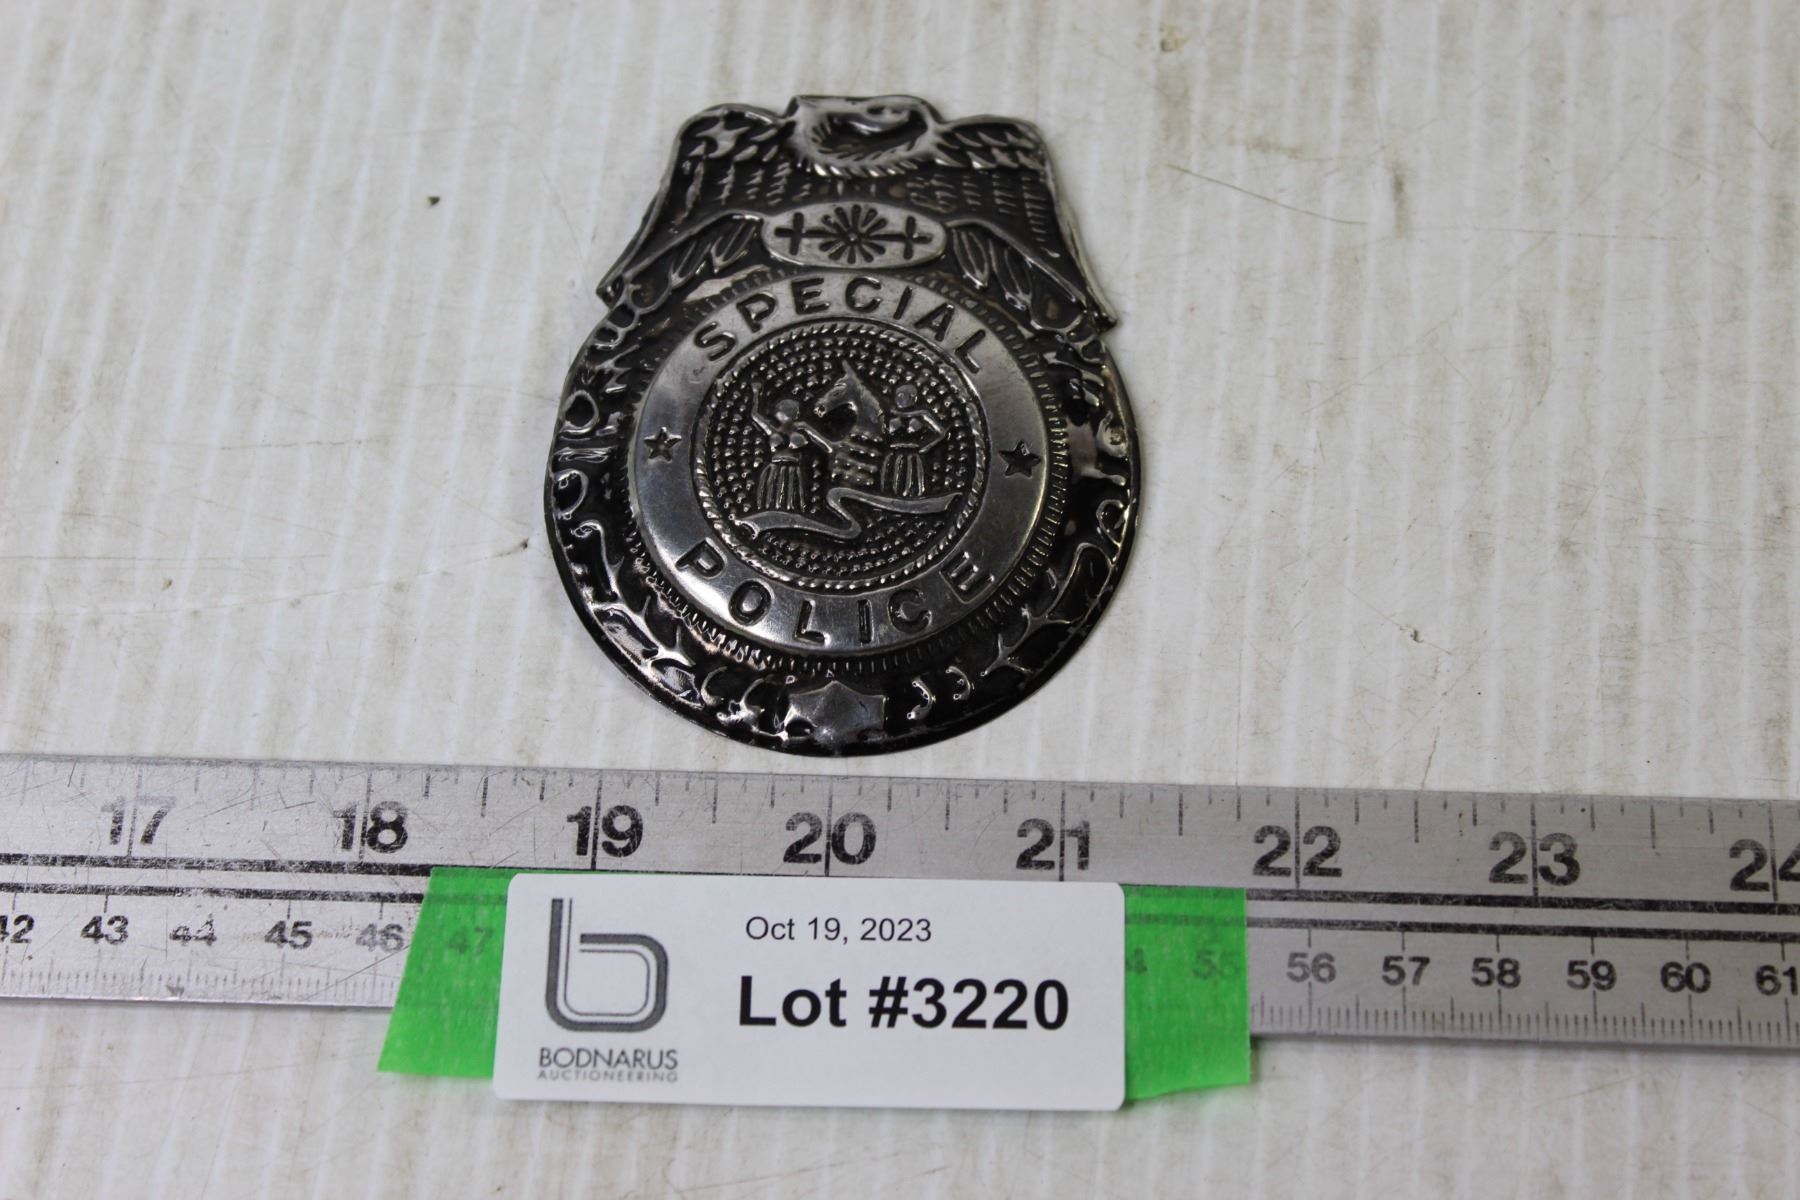 SPECIAL
POLICE
17 18 19 20 21 22 23 24
42 43 44 45 46 47 55 56 57 58 59 60 61
Oct 19, 2023
Lot #3220
BODNARUS
AUCTIONEERING